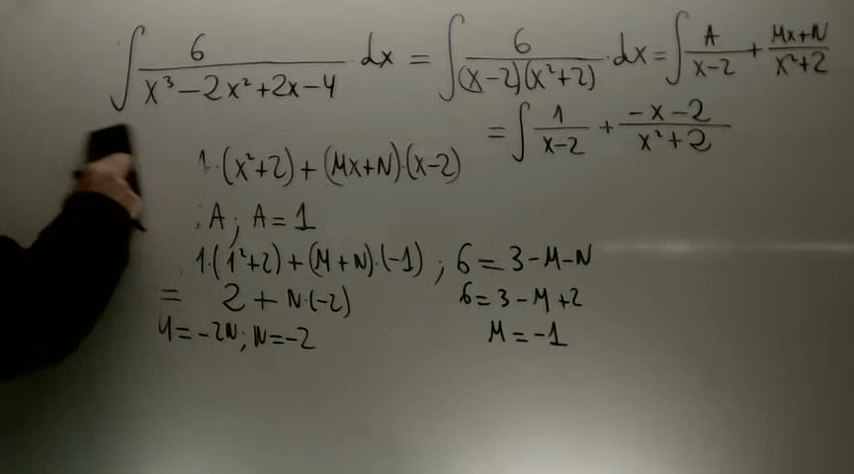 ∫ 6/(x³-2x²+2x-4) dx = ∫ 6/((x-2)(x²+2)) dx = ∫ A/(x-2) + (Mx+N)/(x²+2)
= ∫ 1/(x-2) + (-x-2)/(x²+2)
1·(x²+2)+(Mx+N)·(x-2)
A; A=1
1·(1²+2)+(M+N)·(-1); 6=3-M-N
= 2+N·(-2) 6=3-M+2
4=-2N; N=-2 M=-1